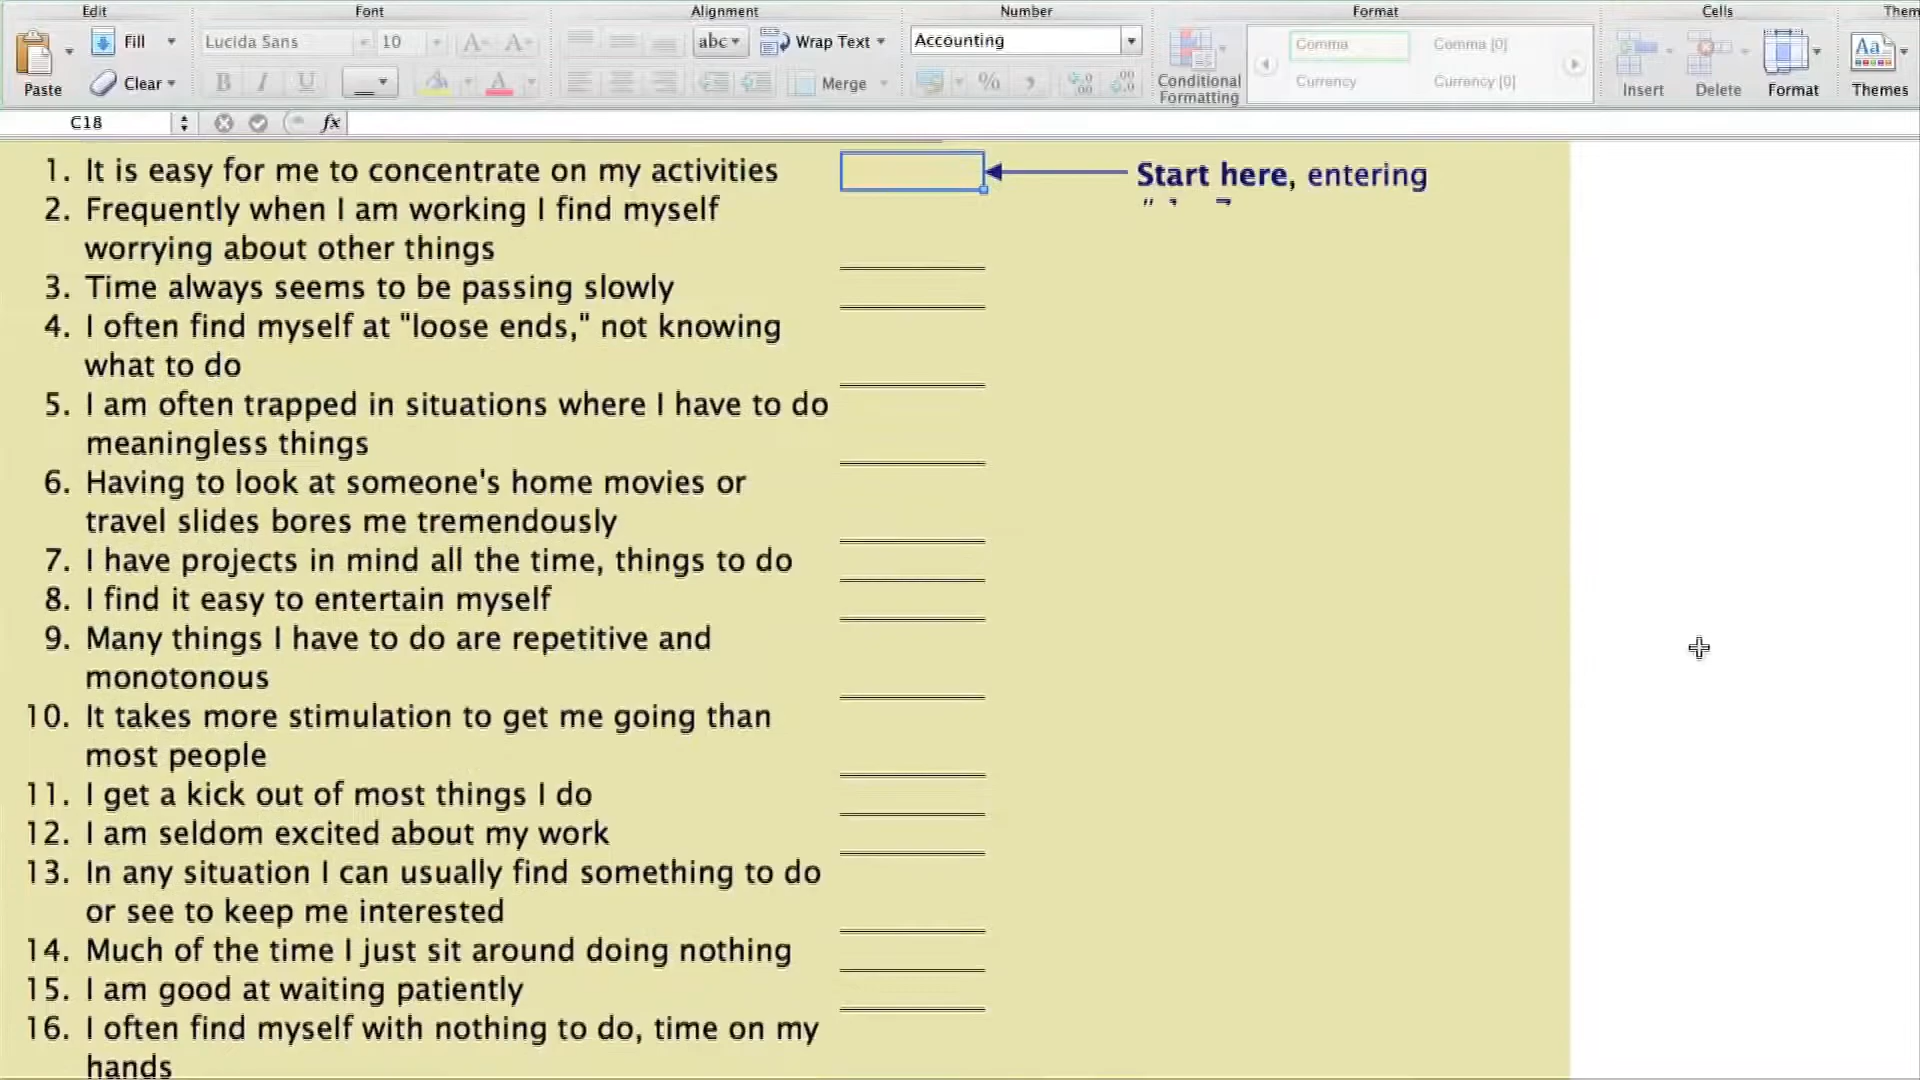 Edit Font Alignment Number Format Cells Them
Fill Lucida Sans 10 A A abc Wrap Text Accounting Comma Comma [0]
Paste Clear B I U A Merge % Conditional Formatting Currency Currency [0] Insert Delete Format Themes
C18 fx
1. It is easy for me to concentrate on my activities
Start here, entering
2. Frequently when I am working I find myself
worrying about other things
3. Time always seems to be passing slowly
4. I often find myself at "loose ends," not knowing
what to do
5. I am often trapped in situations where I have to do
meaningless things
6. Having to look at someone's home movies or
travel slides bores me tremendously
7. I have projects in mind all the time, things to do
8. I find it easy to entertain myself
9. Many things I have to do are repetitive and
monotonous
10. It takes more stimulation to get me going than
most people
11. I get a kick out of most things I do
12. I am seldom excited about my work
13. In any situation I can usually find something to do
or see to keep me interested
14. Much of the time I just sit around doing nothing
15. I am good at waiting patiently
16. I often find myself with nothing to do, time on my
hands